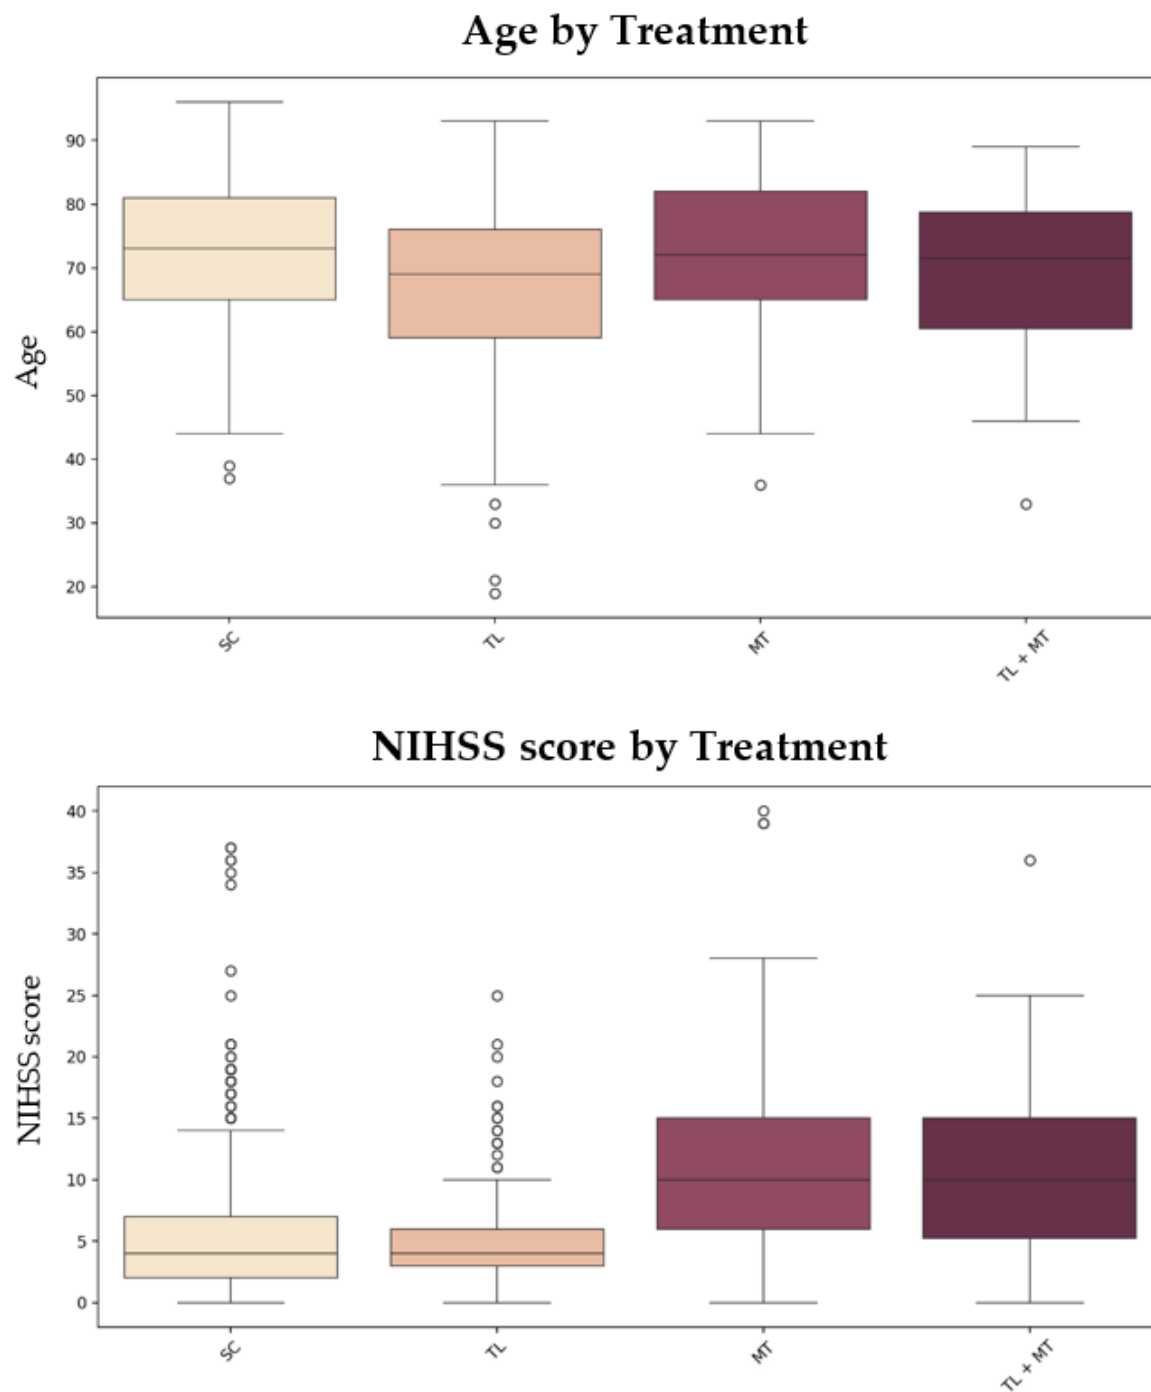 Age by Treatment
90
80
70
60
50
40
30
20
Age
SC
TL
MT
TL + MT
NIHSS score by Treatment
40
35
30
25
20
15
10
5
0
NIHSS score
SC
TL
MT
TL + MT